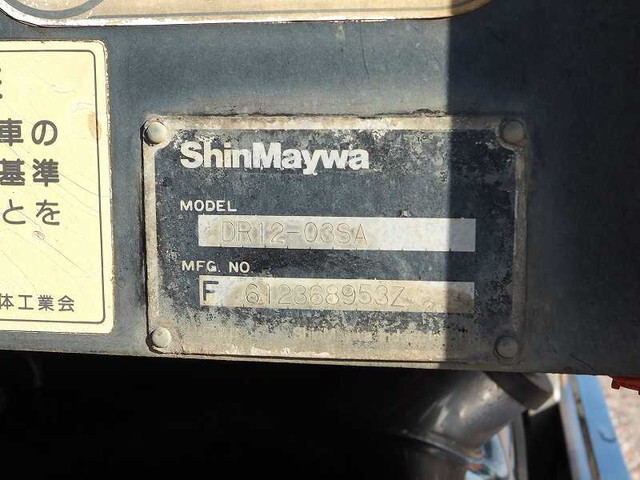 車の
基準
とを
体工業会
ShinMaywa
MODEL
DR12-03SA
MFG. NO
F 612368953Z